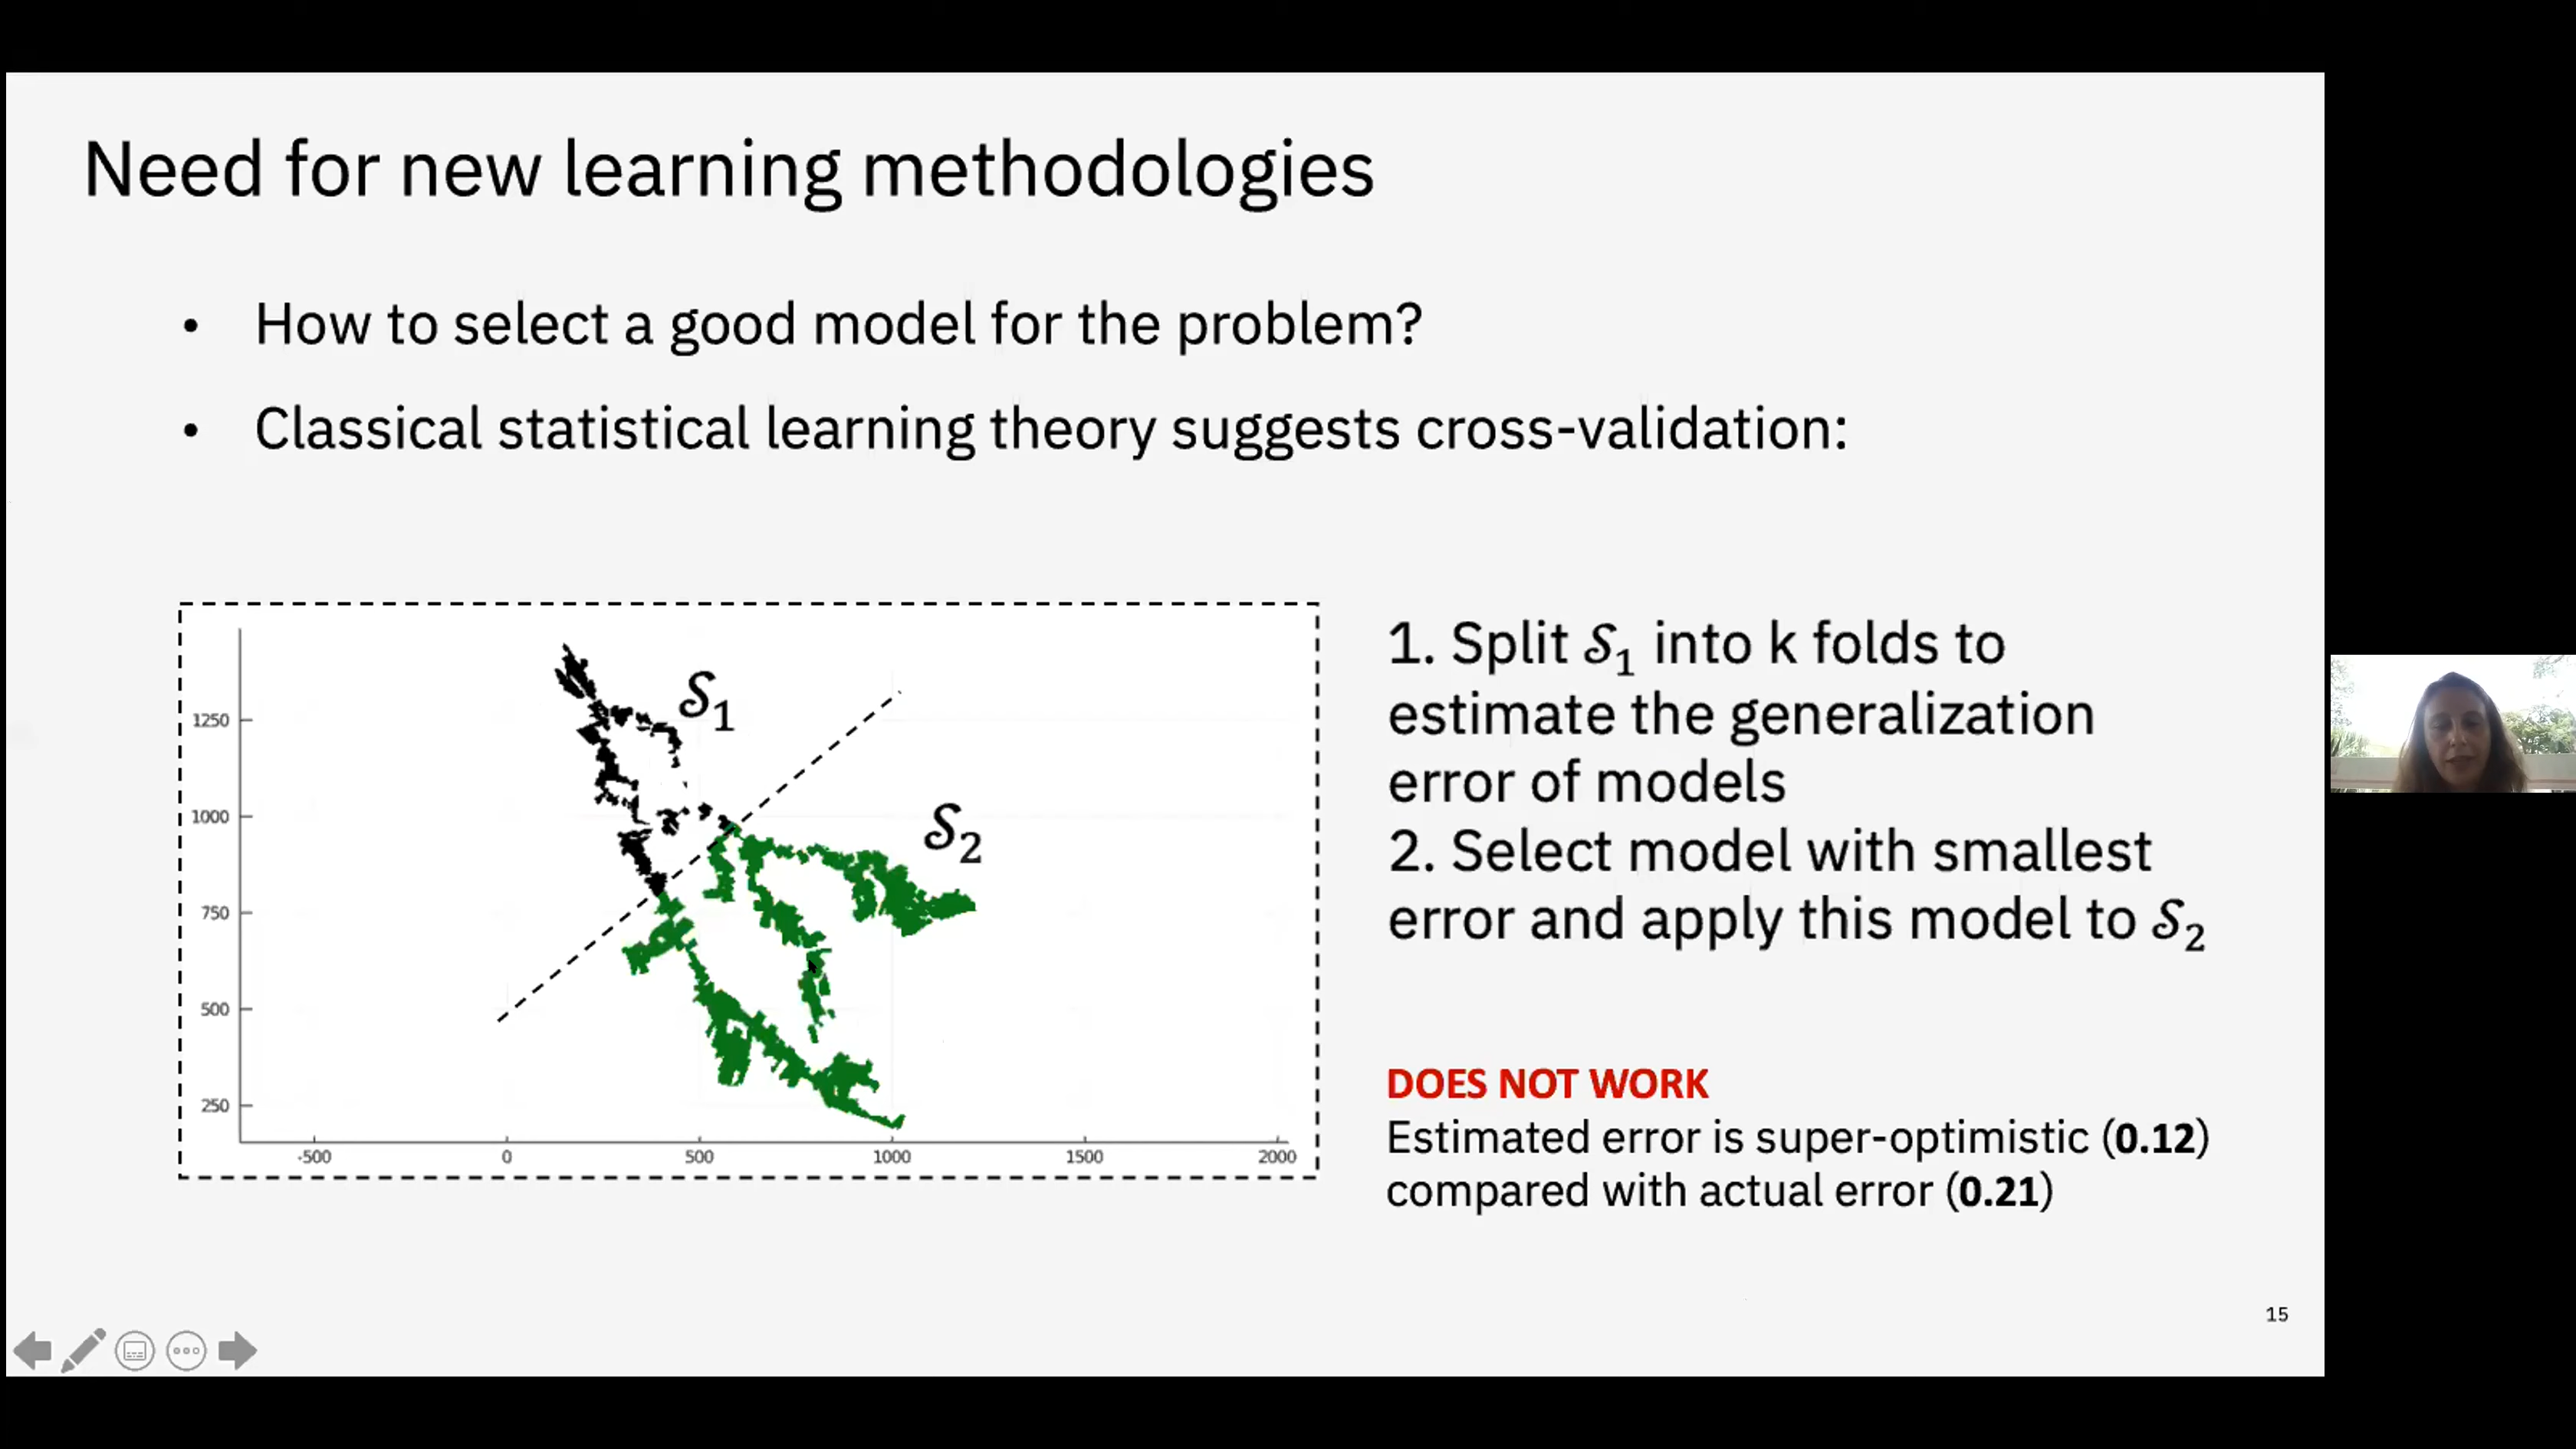 Need for new learning methodologies
• How to select a good model for the problem?
• Classical statistical learning theory suggests cross-validation:
𝒮1
𝒮2
1250
1000
750
500
250
-500 0 500 1000 1500 2000
1. Split 𝒮1 into k folds to
estimate the generalization
error of models
2. Select model with smallest
error and apply this model to 𝒮2
DOES NOT WORK
Estimated error is super-optimistic (0.12)
compared with actual error (0.21)
15